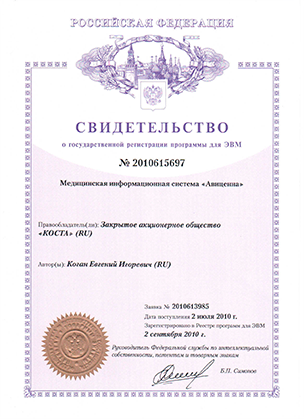 РОССИЙСКАЯ ФЕДЕРАЦИЯ
СВИДЕТЕЛЬСТВО
о государственной регистрации программы для ЭВМ
№ 2010615697
Медицинская информационная система «Авиценна»
Правообладатель(ли): Закрытое акционерное общество
«КОСТА» (RU)
Автор(ы): Коган Евгений Игоревич (RU)
Заявка № 2010613985
Дата поступления 2 июля 2010 г.
Зарегистрировано в Реестре программ для ЭВМ
2 сентября 2010 г.
Руководитель Федеральной службы по интеллектуальной
собственности, патентам и товарным знакам
Б.П. Симонов